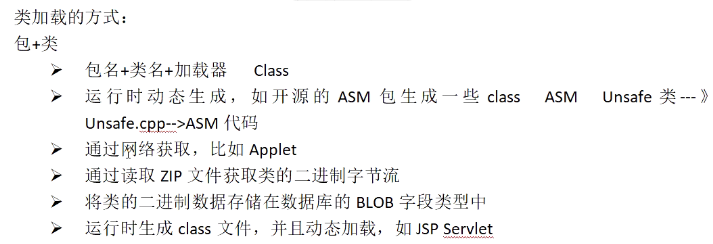 类加载的方式：
包+类
➢ 包名+类名+加载器 Class
➢ 运行时动态生成，如开源的 ASM 包生成一些 class ASM Unsafe 类---》
Unsafe.cpp-->ASM 代码
➢ 通过网络获取，比如 Applet
➢ 通过读取 ZIP 文件获取类的二进制字节流
➢ 将类的二进制数据存储在数据库的 BLOB 字段类型中
➢ 运行时生成 class 文件，并且动态加载，如 JSP Servlet